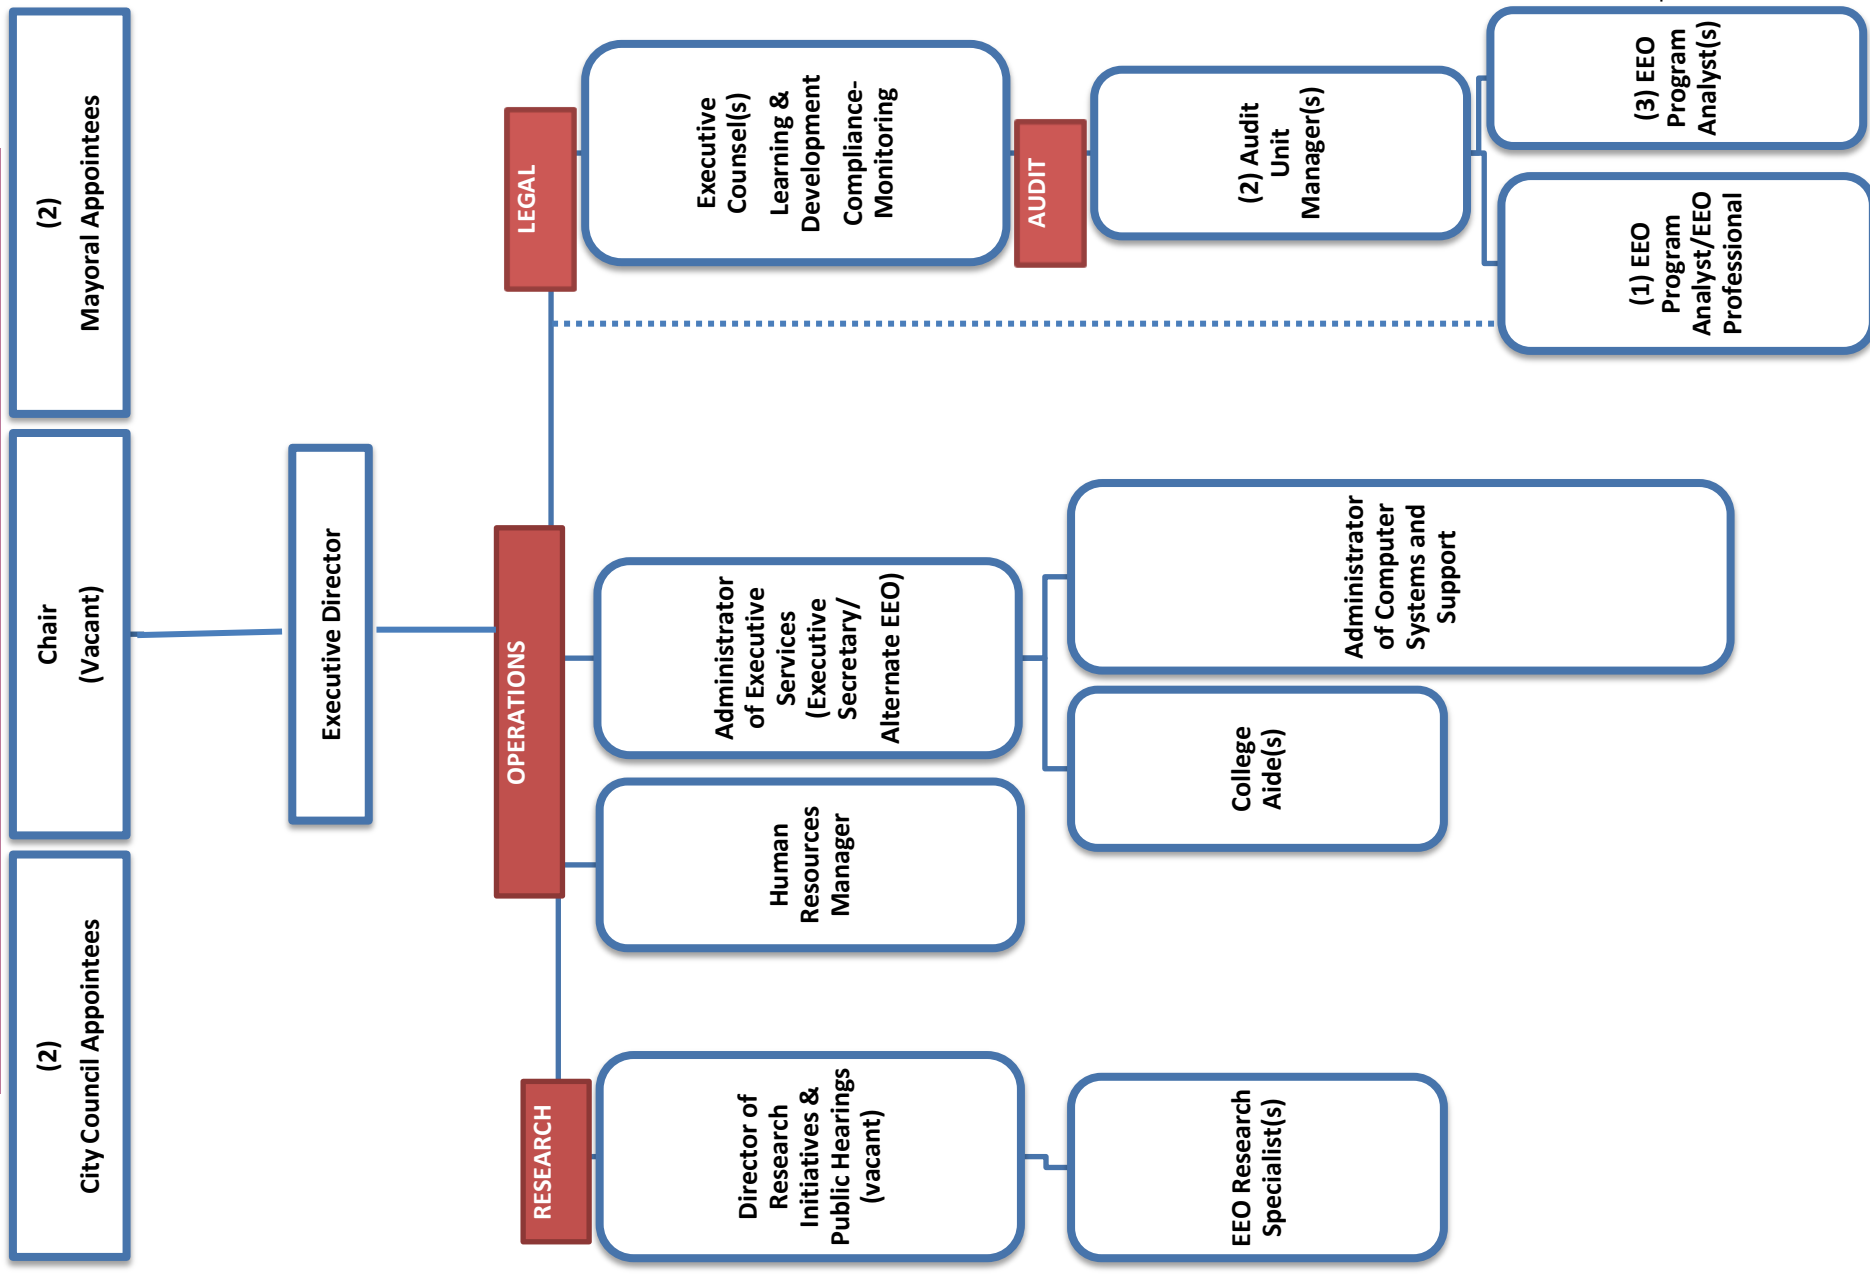 (2)
City Council Appointees
Chair
(Vacant)
(2)
Mayoral Appointees
Executive Director
RESEARCH
OPERATIONS
LEGAL
Director of
Research
Initiatives &
Public Hearings
(vacant)
Human
Resources
Manager
Administrator
of Executive
Services
(Executive
Secretary/
Alternate EEO)
Executive
Counsel(s)
Learning &
Development
Compliance-
Monitoring
AUDIT
EEO Research
Specialist(s)
College
Aide(s)
Administrator
of Computer
Systems and
Support
(2) Audit
Unit
Manager(s)
(1) EEO
Program
Analyst/EEO
Professional
(3) EEO
Program
Analyst(s)